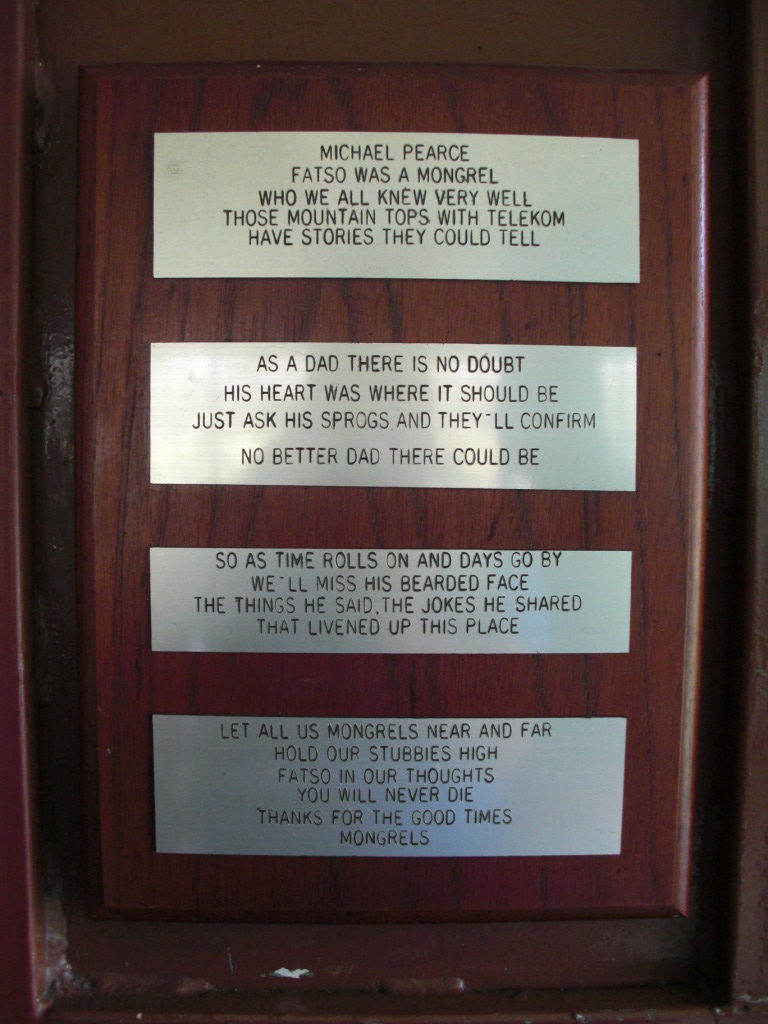 MICHAEL PEARCE
FATSO WAS A MONGREL
WHO WE ALL KNEW VERY WELL
THOSE MOUNTAIN TOPS WITH TELEKOM
HAVE STORIES THEY COULD TELL
AS A DAD THERE IS NO DOUBT
HIS HEART WAS WHERE IT SHOULD BE
JUST ASK HIS SPROGS AND THEY'LL CONFIRM
NO BETTER DAD THERE COULD BE
SO AS TIME ROLLS ON AND DAYS GO BY
WE'LL MISS HIS BEARDED FACE
THE THINGS HE SAID,THE JOKES HE SHARED
THAT LIVENED UP THIS PLACE
LET ALL US MONGRELS NEAR AND FAR
HOLD OUR STUBBIES HIGH
FATSO IN OUR THOUGHTS
YOU WILL NEVER DIE
THANKS FOR THE GOOD TIMES
MONGRELS